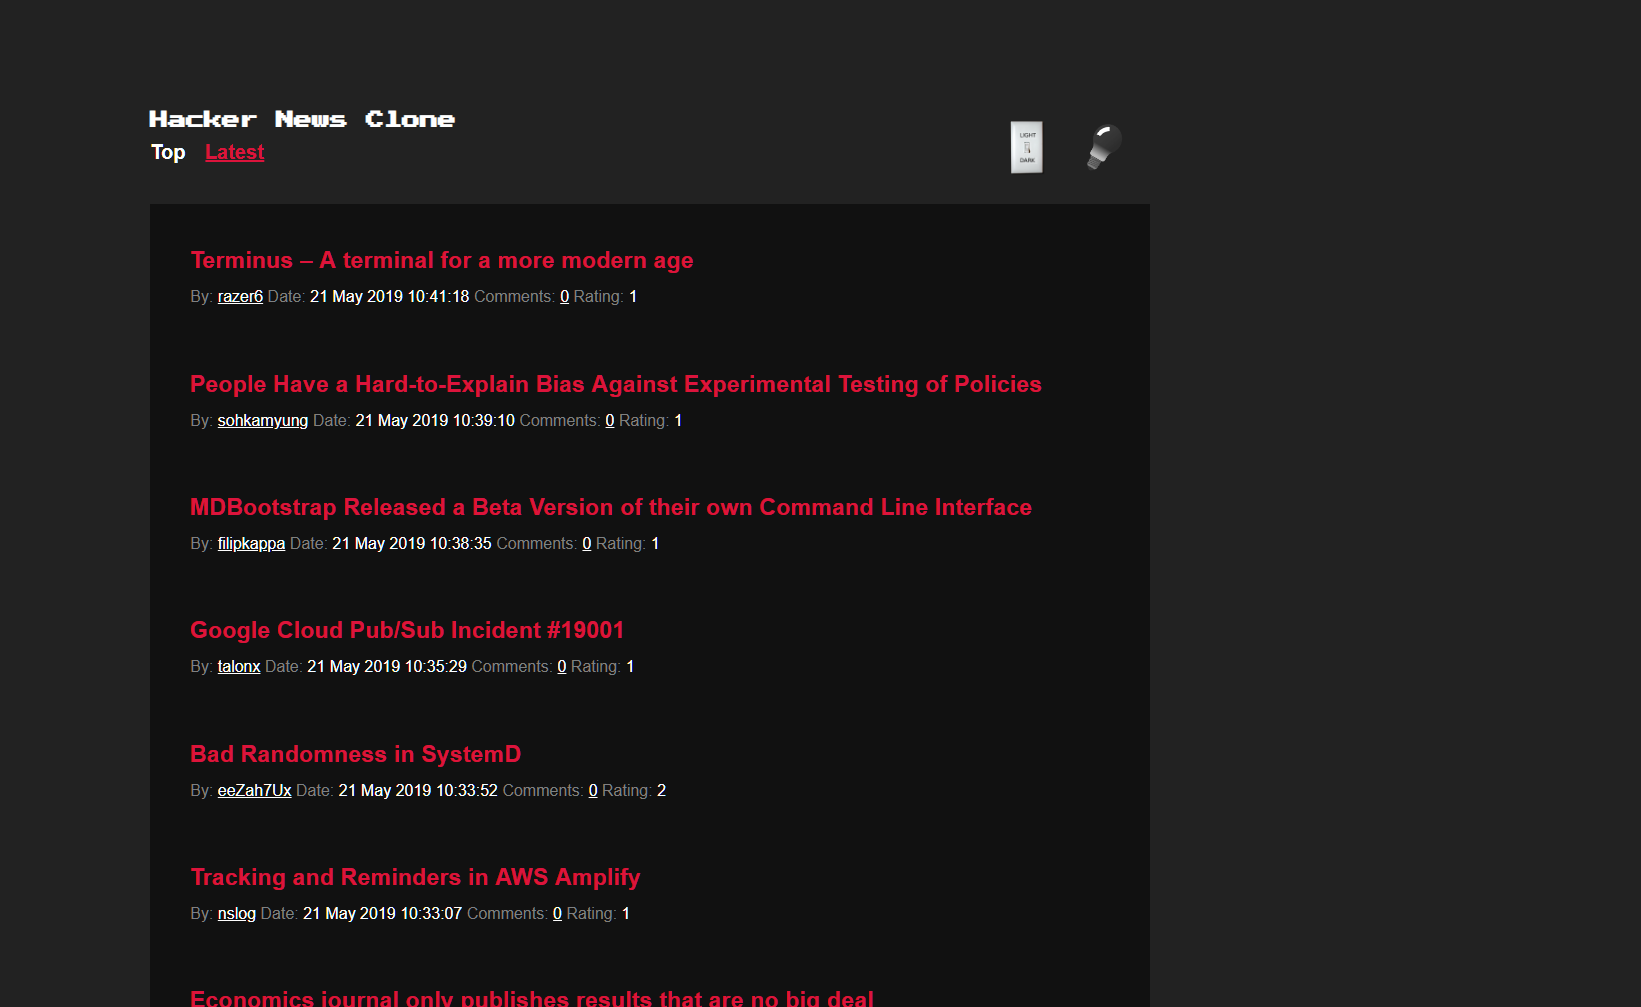 Hacker News Clone
Top Latest
LIGHT
DARK
Terminus – A terminal for a more modern age
By: razer6 Date: 21 May 2019 10:41:18 Comments: 0 Rating: 1
People Have a Hard-to-Explain Bias Against Experimental Testing of Policies
By: sohkamyung Date: 21 May 2019 10:39:10 Comments: 0 Rating: 1
MDBootstrap Released a Beta Version of their own Command Line Interface
By: filipkappa Date: 21 May 2019 10:38:35 Comments: 0 Rating: 1
Google Cloud Pub/Sub Incident #19001
By: talonx Date: 21 May 2019 10:35:29 Comments: 0 Rating: 1
Bad Randomness in SystemD
By: eeZah7Ux Date: 21 May 2019 10:33:52 Comments: 0 Rating: 2
Tracking and Reminders in AWS Amplify
By: nslog Date: 21 May 2019 10:33:07 Comments: 0 Rating: 1
Economics journal only publishes results that are no big deal